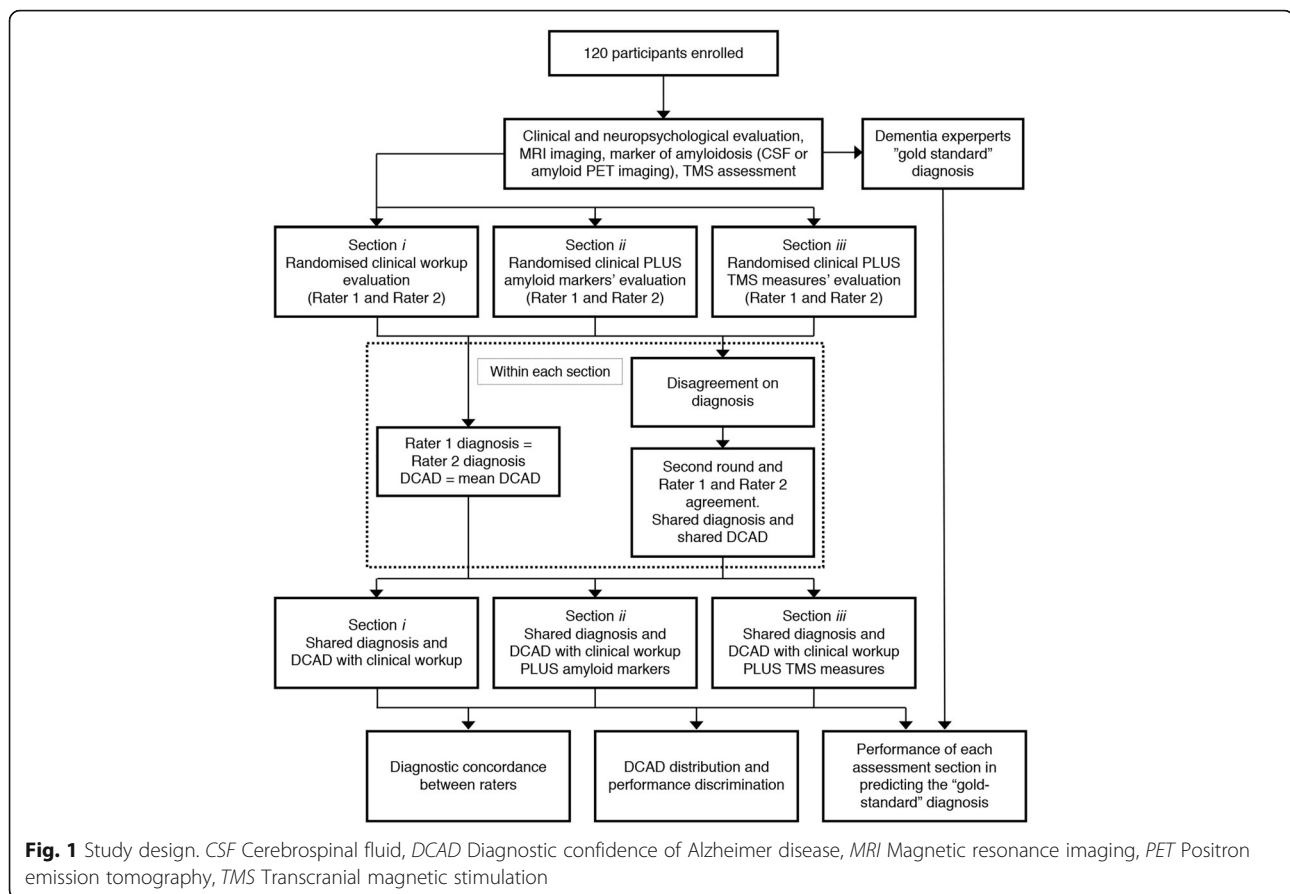 120 participants enrolled
Clinical and neuropsychological evaluation,
MRI imaging, marker of amyloidosis (CSF or
amyloid PET imaging), TMS assessment
Dementia experperts
"gold standard"
diagnosis
Section i
Randomised clinical workup
evaluation
(Rater 1 and Rater 2)
Section ii
Randomised clinical PLUS
amyloid markers' evaluation
(Rater 1 and Rater 2)
Section iii
Randomised clinical PLUS
TMS measures' evaluation
(Rater 1 and Rater 2)
Within each section
Disagreement on
diagnosis
Rater 1 diagnosis =
Rater 2 diagnosis
DCAD = mean DCAD
Second round and
Rater 1 and Rater 2
agreement.
Shared diagnosis and
shared DCAD
Section i
Shared diagnosis and
DCAD with clinical workup
Section ii
Shared diagnosis and
DCAD with clinical workup
PLUS amyloid markers
Section iii
Shared diagnosis and
DCAD with clinical workup
PLUS TMS measures
Diagnostic concordance
between raters
DCAD distribution and
performance discrimination
Performance of each
assessment section in
predicting the "gold-
standard" diagnosis
Fig. 1 Study design. CSF Cerebrospinal fluid, DCAD Diagnostic confidence of Alzheimer disease, MRI Magnetic resonance imaging, PET Positron
emission tomography, TMS Transcranial magnetic stimulation